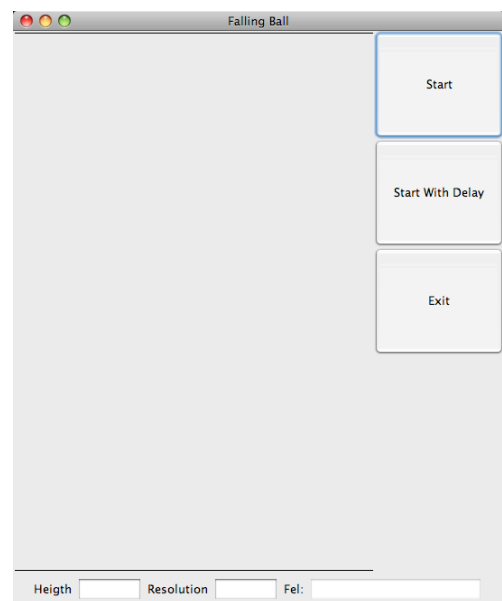 Falling Ball
Start
Start With Delay
Exit
Heigth Resolution Fel: